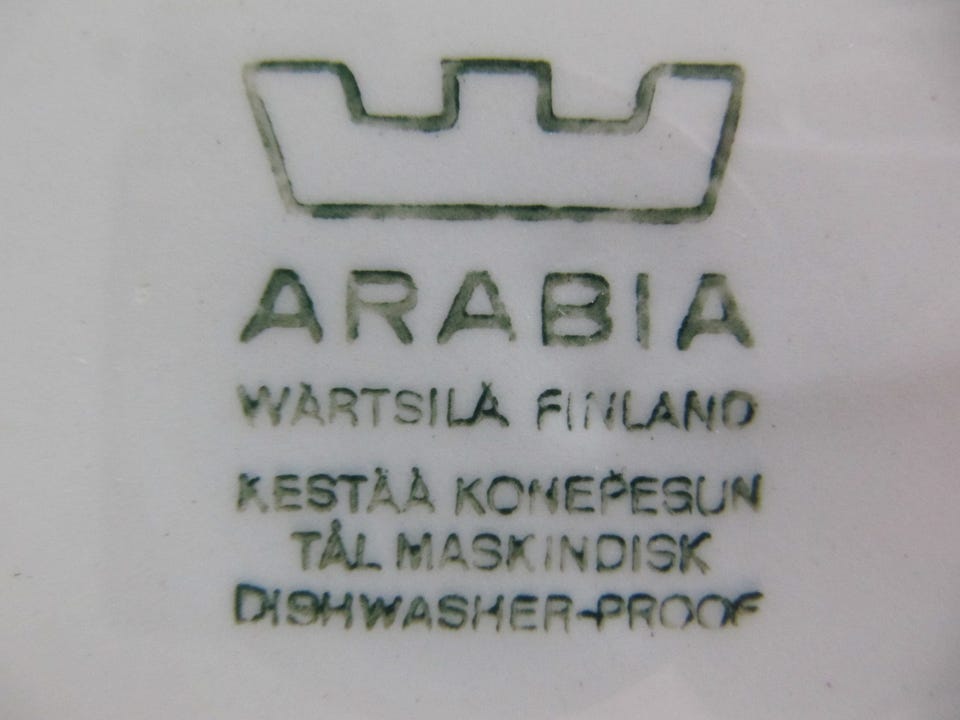 ARABIA
WÄRTSILÄ FINLAND
KESTÄÄ KONEPESUN
TÅL MASKINDISK
DISHWASHER-PROOF